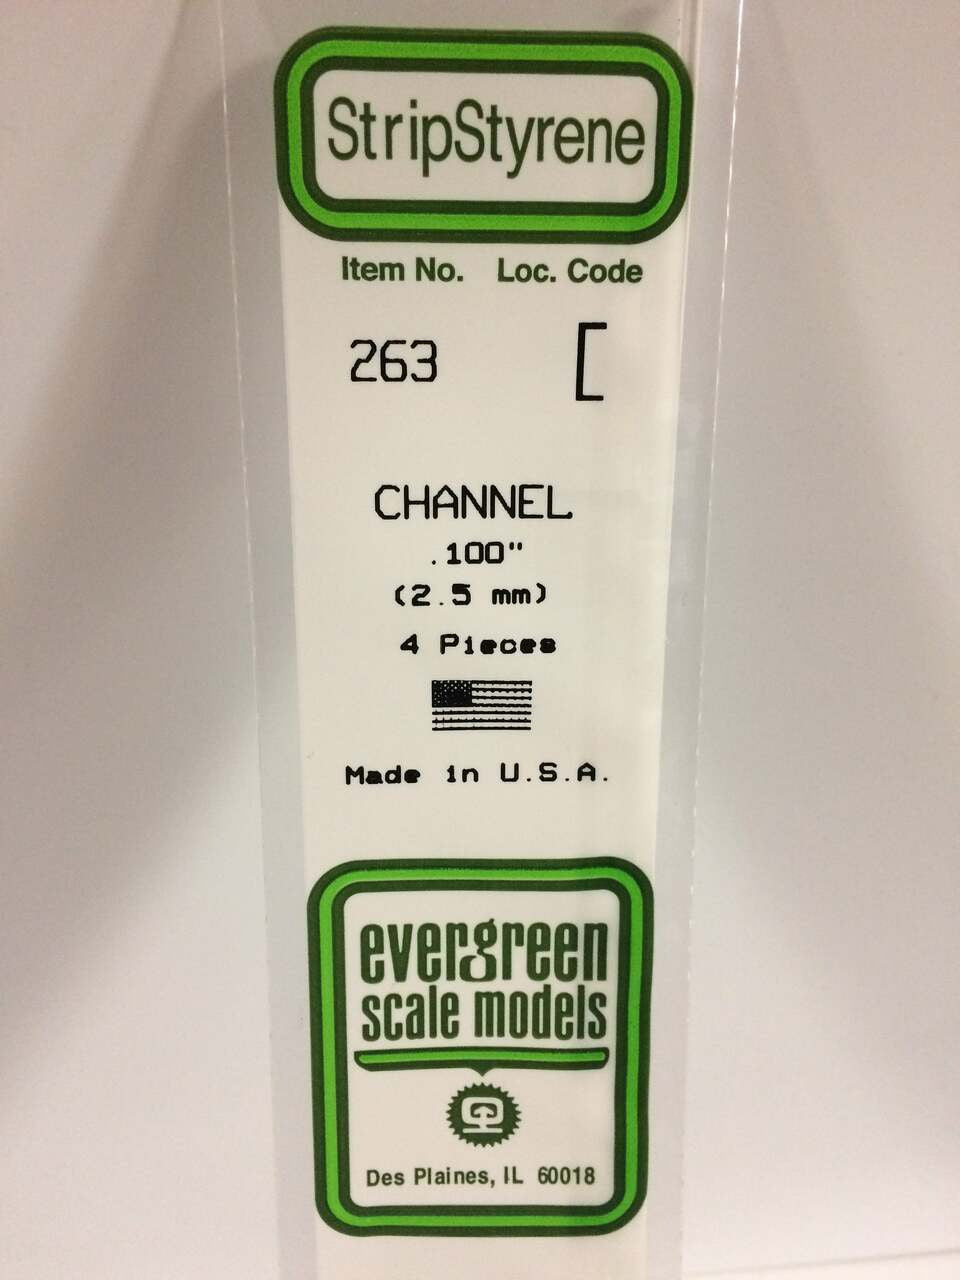 StripStyrene
Item No. Loc. Code
263
CHANNEL
.100"
(2.5 mm)
4 Pieces
Made in U.S.A.
evergreen
scale models
Des Plaines, IL 60018